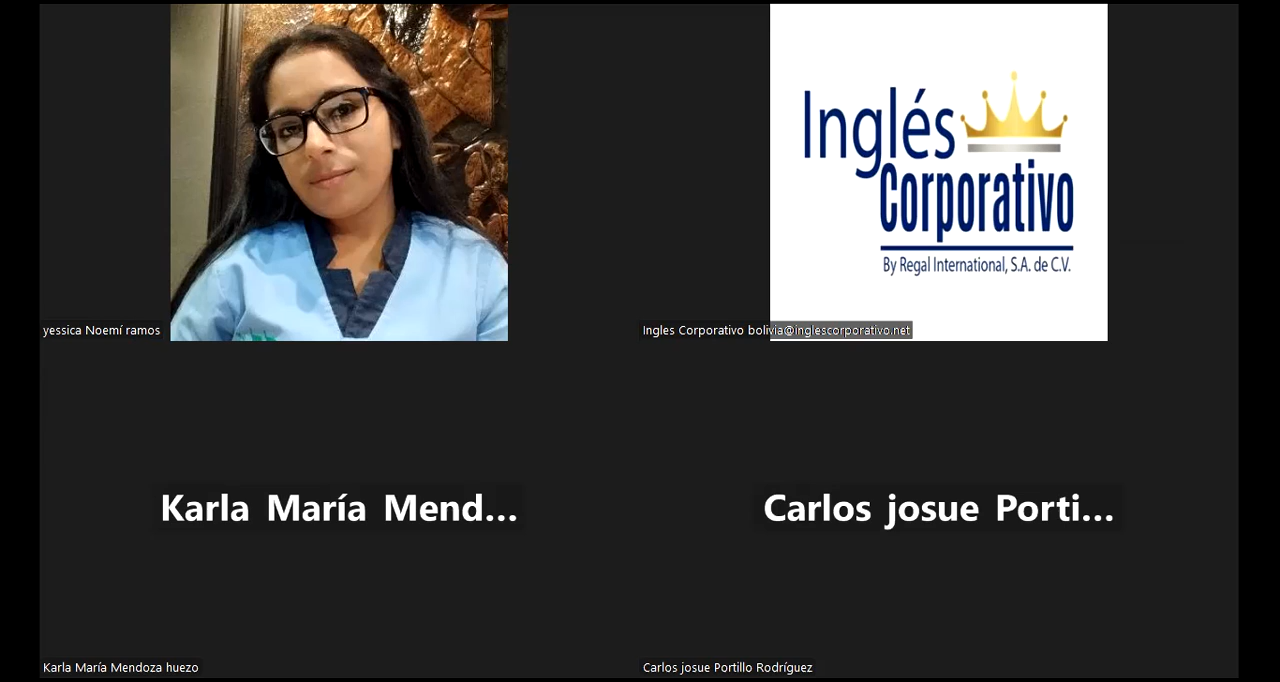 Inglés
Corporativo
By Regal International, S.A. de C.V.
yessica Noemí ramos
Ingles Corporativo bolivia@inglescorporativo.net
Karla María Mend...
Carlos josue Porti...
Karla María Mendoza huezo
Carlos josue Portillo Rodríguez